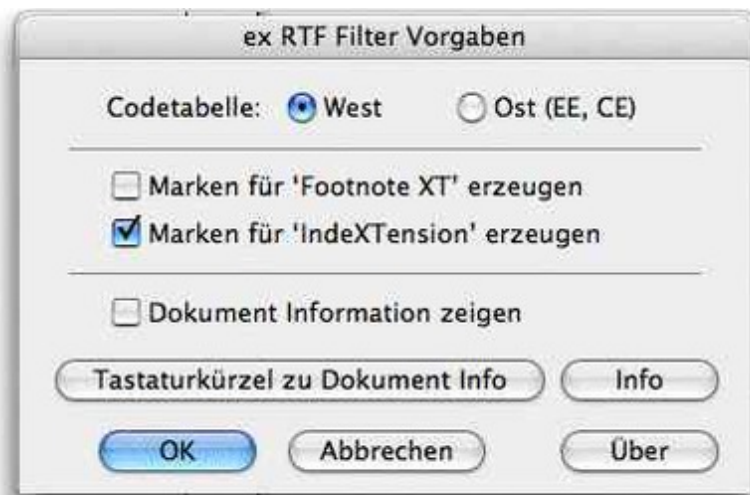 ex RTF Filter Vorgaben
Codetabelle: West Ost (EE, CE)
Marken für 'Footnote XT' erzeugen
Marken für 'IndeXTension' erzeugen
Dokument Information zeigen
Tastaturkürzel zu Dokument Info Info
OK Abbrechen Über